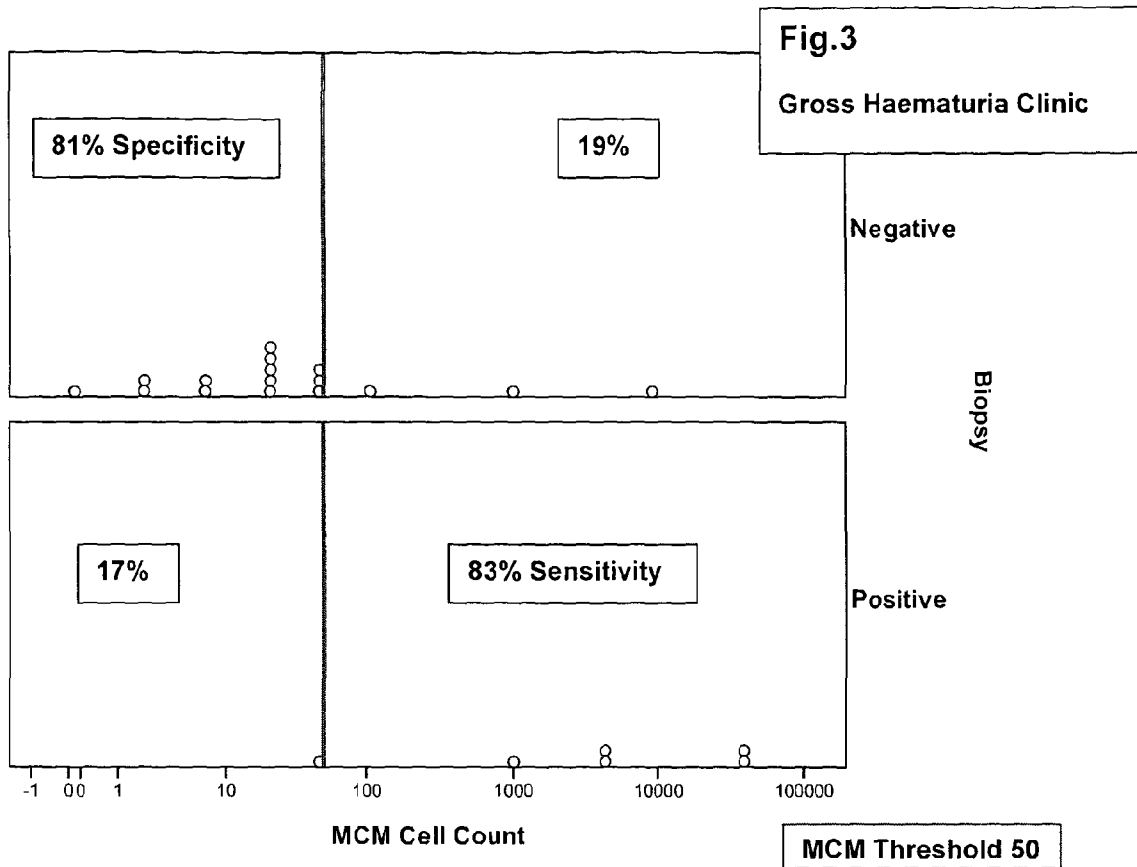 Fig.3
Gross Haematuria Clinic
81% Specificity
19%
Negative
Biopsy
17%
83% Sensitivity
Positive
-1 0 0 1 10 100 1000 10000 100000
MCM Cell Count
MCM Threshold 50